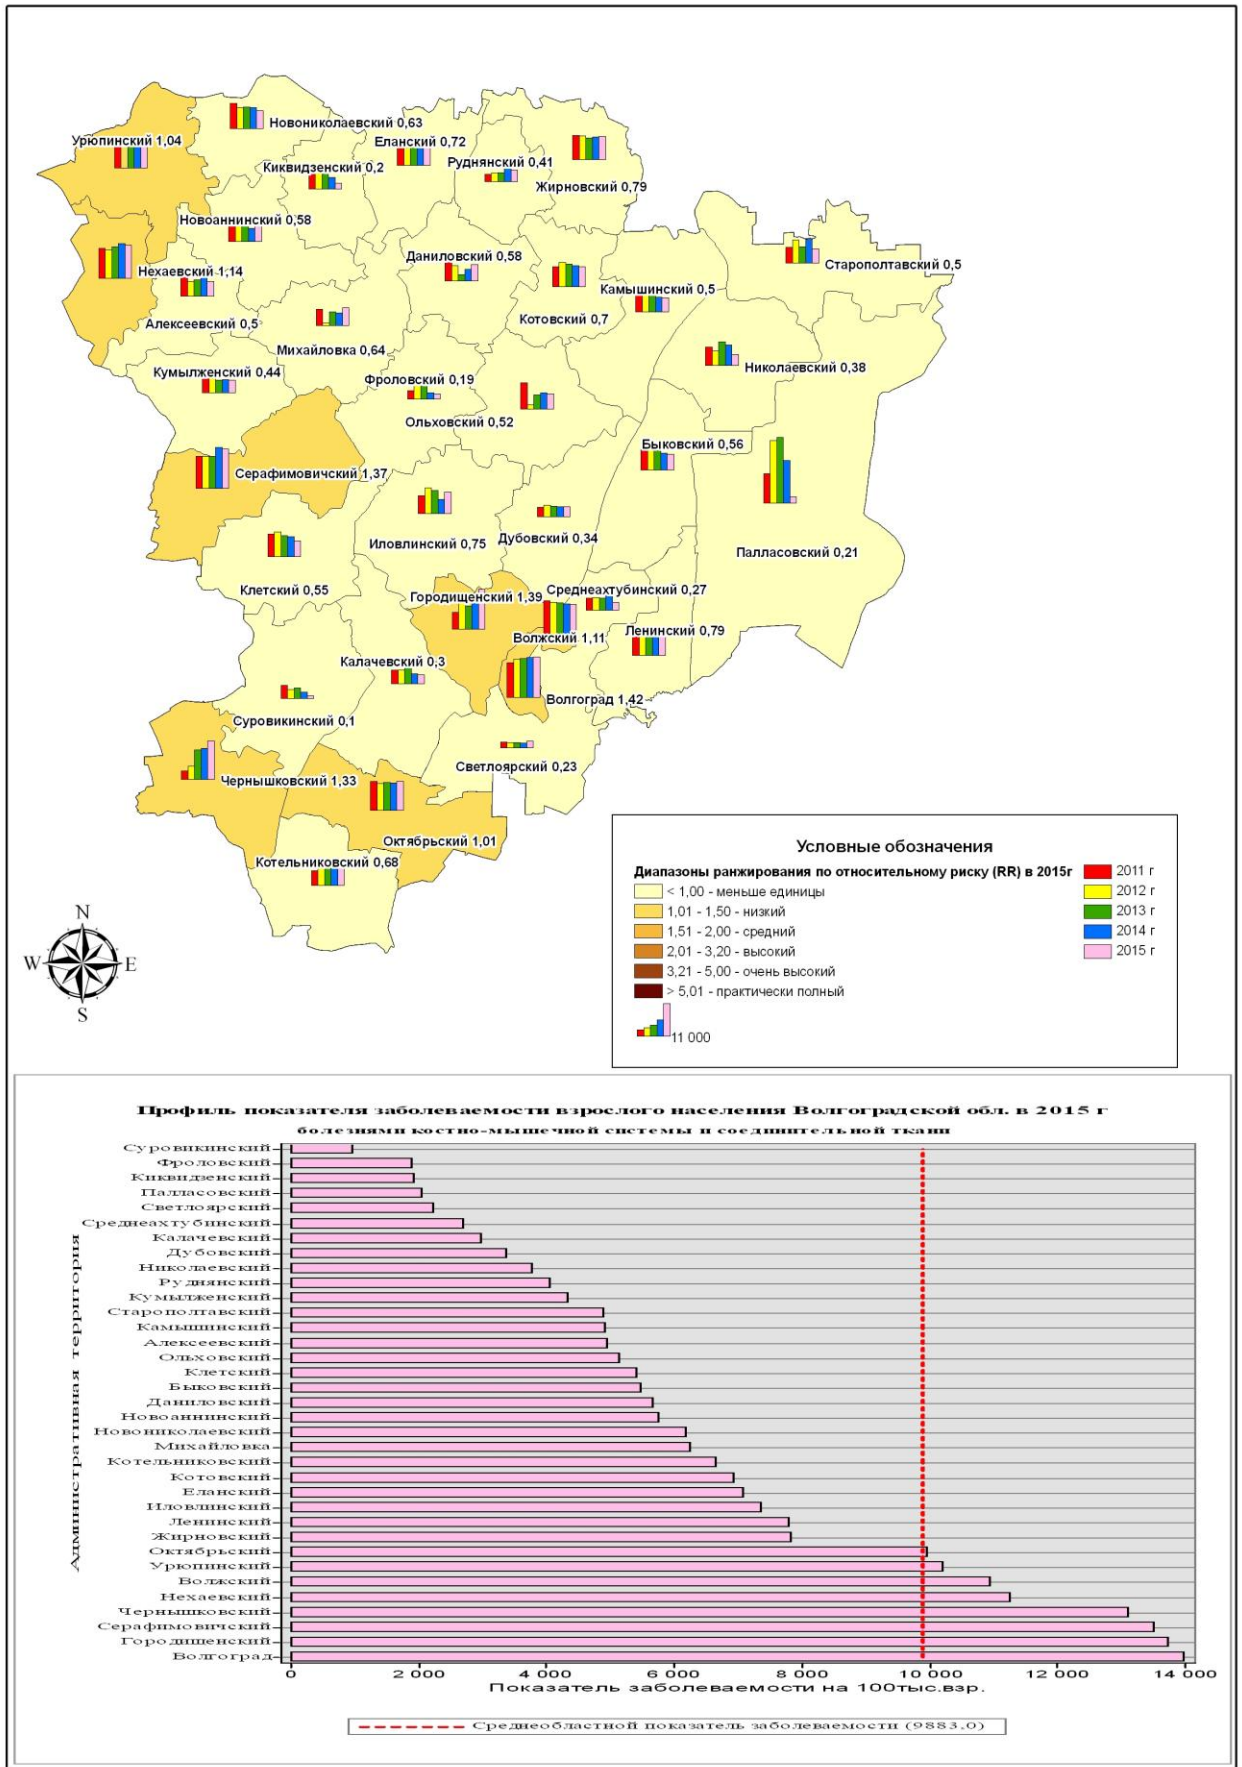 Новониколаевский 0,63
Урюпинский 1,04
Еланский 0,72
Киквидзенский 0,2
Руднянский 0,41
Жирновский 0,79
Новоаннинский 0,58
Даниловский 0,58
Старополтавский 0,5
Нехаевский 1,14
Камышинский 0,5
Алексеевский 0,5
Котовский 0,7
Михайловка 0,64
Николаевский 0,38
Кумылженский 0,44
Фроловский 0,19
Ольховский 0,52
Быковский 0,56
Серафимовичский 1,37
Иловлинский 0,75
Дубовский 0,34
Палласовский 0,21
Клетский 0,55
Городищенский 1,39
Среднеахтубинский 0,27
Волжский 1,11
Ленинский 0,79
Калачевский 0,3
Волгоград 1,42
Суровикинский 0,1
Светлоярский 0,23
Чернышковский 1,33
Октябрьский 1,01
Котельниковский 0,68
N
W E
S
Условные обозначения
Диапазоны ранжирования по относительному риску (RR) в 2015г
< 1,00 - меньше единицы
1,01 - 1,50 - низкий
1,51 - 2,00 - средний
2,01 - 3,20 - высокий
3,21 - 5,00 - очень высокий
> 5,01 - практически полный
11 000
2011 г
2012 г
2013 г
2014 г
2015 г
Профиль показателя заболеваемости взрослого населения Волгоградской обл. в 2015 г
болезнями костно-мышечной системы и соединительной ткани
Административная территория
Суровикинский
Фроловский
Киквидзенский
Палласовский
Светлоярский
Среднеахтубинский
Калачевский
Дубовский
Николаевский
Руднянский
Кумылженский
Старополтавский
Камышинский
Алексеевский
Ольховский
Клетский
Быковский
Даниловский
Новоаннинский
Новониколаевский
Михайловка
Котельниковский
Котовский
Еланский
Иловлинский
Ленинский
Жирновский
Октябрьский
Урюпинский
Волжский
Нехаевский
Чернышковский
Серафимовичский
Городишенский
Волгоград
0 2 000 4 000 6 000 8 000 10 000 12 000 14 000
Показатель заболеваемости на 100тыс.взр.
Среднеобластной показатель заболеваемости (9883.0)